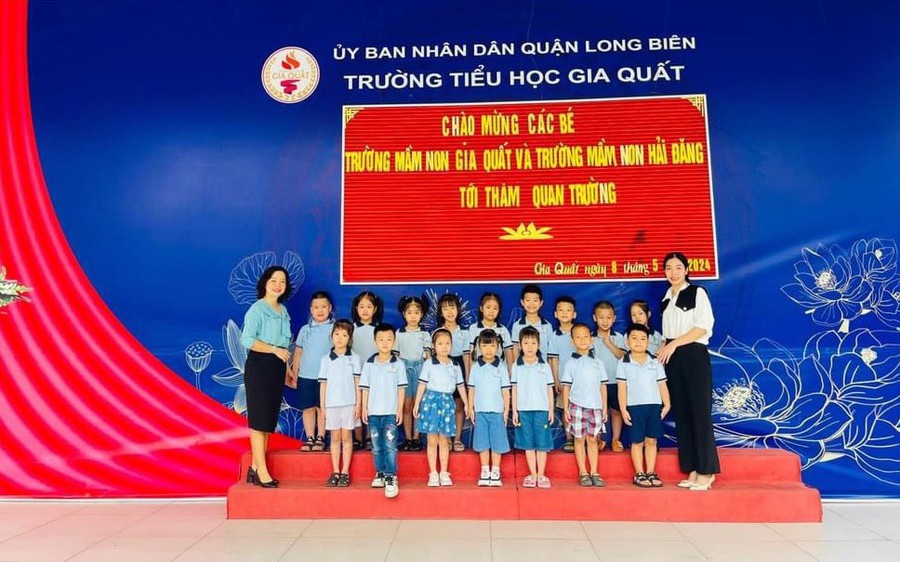 ỦY BAN NHÂN DÂN QUẬN LONG BIÊN
TRƯỜNG TIỂU HỌC GIA QUẤT
GIA QUẤT
CHÀO MỪNG CÁC BÉ
TRƯỜNG MẦM NON GIA QUẤT VÀ TRƯỜNG MẦM NON HẢI ĐĂNG
TỚI THĂM QUAN TRƯỜNG
Gia Quất ngày 8 tháng 5 2024